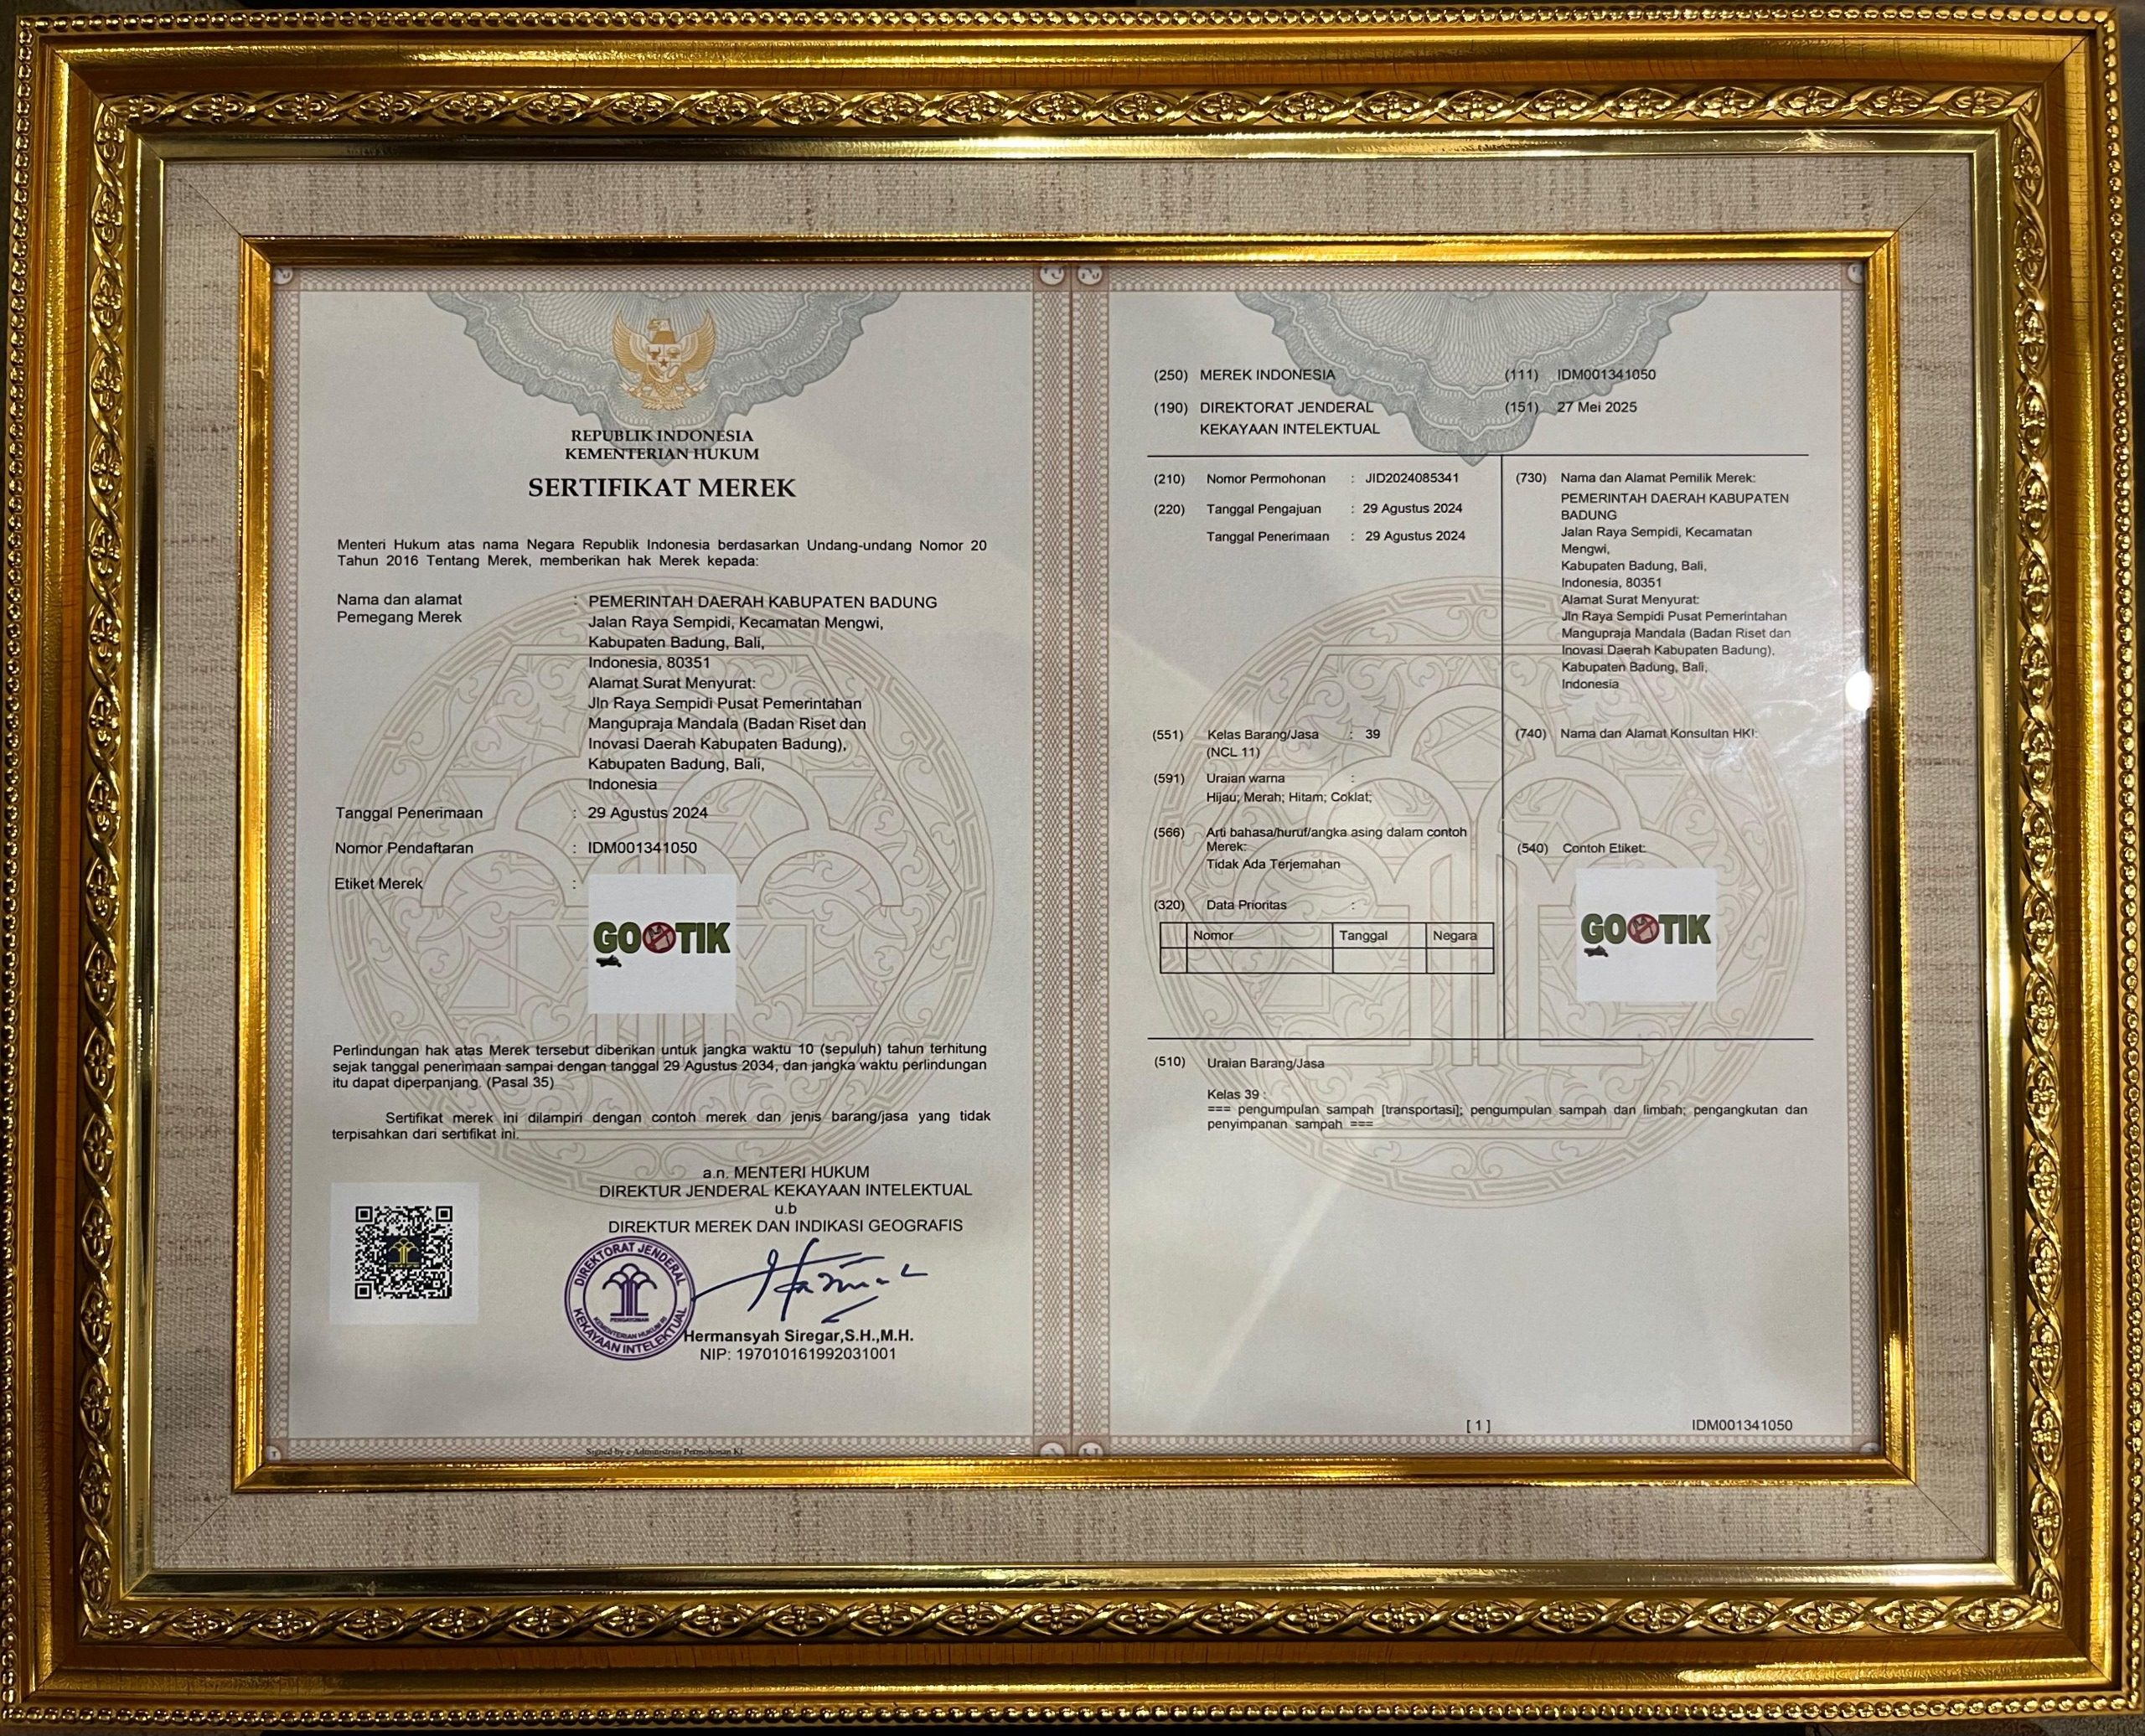 REPUBLIK INDONESIA
KEMENTERIAN HUKUM
SERTIFIKAT MEREK
Menteri Hukum atas nama Negara Republik Indonesia berdasarkan Undang-undang Nomor 20
Tahun 2016 Tentang Merek, memberikan hak Merek kepada:
Nama dan alamat
Pemegang Merek
: PEMERINTAH DAERAH KABUPATEN BADUNG
Jalan Raya Sempidi, Kecamatan Mengwi,
Kabupaten Badung, Bali,
Indonesia, 80351
Alamat Surat Menyurat:
Jln Raya Sempidi Pusat Pemerintahan
Mangupraja Mandala (Badan Riset dan
Inovasi Daerah Kabupaten Badung),
Kabupaten Badung, Bali,
Indonesia
Tanggal Penerimaan : 29 Agustus 2024
Nomor Pendaftaran : IDM001341050
Etiket Merek :
GOOTIK
Perlindungan hak atas Merek tersebut diberikan untuk jangka waktu 10 (sepuluh) tahun terhitung
sejak tanggal penerimaan sampai dengan tanggal 29 Agustus 2034, dan jangka waktu perlindungan
itu dapat diperpanjang. (Pasal 35)
Sertifikat merek ini dilampiri dengan contoh merek dan jenis barang/jasa yang tidak
terpisahkan dari sertifikat ini.
a.n. MENTERI HUKUM
DIREKTUR JENDERAL KEKAYAAN INTELEKTUAL
u.b
DIREKTUR MEREK DAN INDIKASI GEOGRAFIS
DIREKTORAT JENDERAL
KEKAYAAN INTELEKTUAL
KEMENTERIAN HUKUM RI
PENGAYOMAN
Hermansyah Siregar,S.H.,M.H.
NIP: 197010161992031001
Signed by e Administrasi Permohonan KI
(250) MEREK INDONESIA
(190) DIREKTORAT JENDERAL
KEKAYAAN INTELEKTUAL
(111) IDM001341050
(151) 27 Mei 2025
(210) Nomor Permohonan : JID2024085341
(220) Tanggal Pengajuan : 29 Agustus 2024
Tanggal Penerimaan : 29 Agustus 2024
(730) Nama dan Alamat Pemilik Merek:
PEMERINTAH DAERAH KABUPATEN
BADUNG
Jalan Raya Sempidi, Kecamatan
Mengwi,
Kabupaten Badung, Bali,
Indonesia, 80351
Alamat Surat Menyurat:
Jln Raya Sempidi Pusat Pemerintahan
Mangupraja Mandala (Badan Riset dan
Inovasi Daerah Kabupaten Badung),
Kabupaten Badung, Bali,
Indonesia
(551) Kelas Barang/Jasa : 39
(NCL 11)
(591) Uraian warna :
Hijau; Merah; Hitam; Coklat;
(566) Arti bahasa/huruf/angka asing dalam contoh
Merek:
Tidak Ada Terjemahan
(320) Data Prioritas :
Nomor Tanggal Negara
(740) Nama dan Alamat Konsultan HKI:
(540) Contoh Etiket:
GOOTIK
(510) Uraian Barang/Jasa
Kelas 39 :
=== pengumpulan sampah [transportasi]; pengumpulan sampah dan limbah; pengangkutan dan
penyimpanan sampah ===
[ 1 ]
IDM001341050